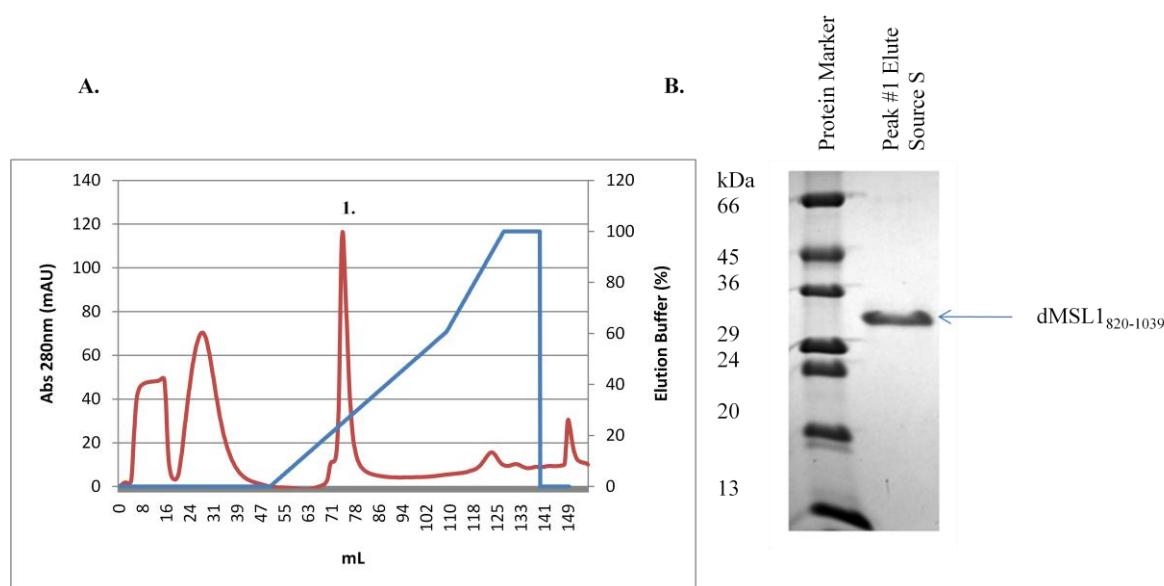 A.
B.
Protein Marker
Peak #1 Elute
Source S
140
120
100
80
60
40
20
0
Abs 280nm (mAU)
1.
120
100
80
60
40
20
0
Elution Buffer (%)
0 8 16 24 31 39 47 55 63 71 79 86 94 102 110 118 125 133 141 149
mL
kDa
66
45
36
29
24
20
13
dMSL1820-1039